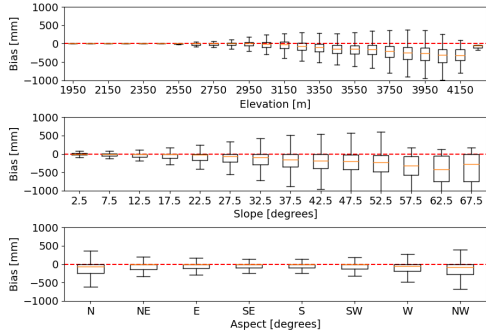 1000
500
0
−500
−1000
Bias [mm]
1950 2150 2350 2550 2750 2950 3150 3350 3550 3750 3950 4150
Elevation [m]
1000
500
0
−500
−1000
Bias [mm]
2.5 7.5 12.5 17.5 22.5 27.5 32.5 37.5 42.5 47.5 52.5 57.5 62.5 67.5
Slope [degrees]
1000
500
0
−500
−1000
Bias [mm]
N NE E SE S SW W NW
Aspect [degrees]